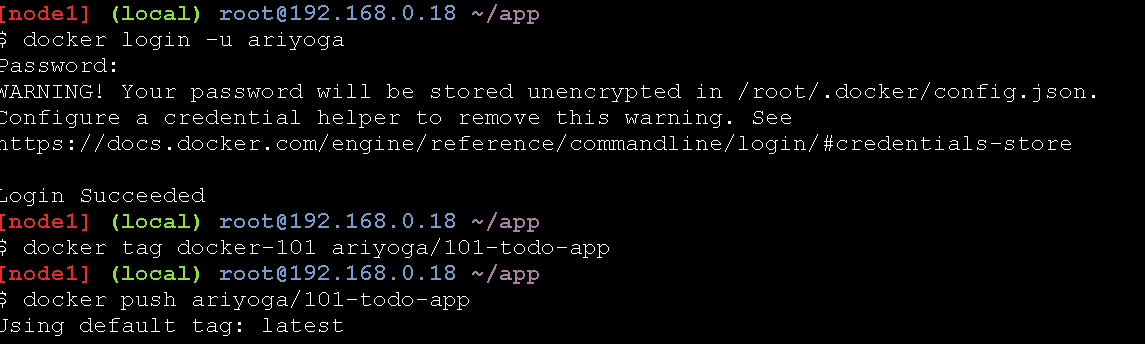 [node1] (local) root@192.168.0.18 ~/app
$ docker login -u ariyoga
Password:
WARNING! Your password will be stored unencrypted in /root/.docker/config.json.
Configure a credential helper to remove this warning. See
https://docs.docker.com/engine/reference/commandline/login/#credentials-store
Login Succeeded
[node1] (local) root@192.168.0.18 ~/app
$ docker tag docker-101 ariyoga/101-todo-app
[node1] (local) root@192.168.0.18 ~/app
$ docker push ariyoga/101-todo-app
Using default tag: latest